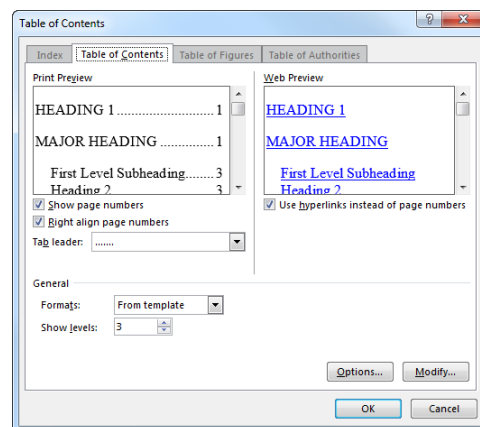 Table of Contents
Index Table of Contents Table of Figures Table of Authorities
Print Preview
HEADING 1........................ 1
MAJOR HEADING ............. 1
First Level Subheading........ 3
Heading 2 3
Show page numbers
Right align page numbers
Tab leader: .......
Web Preview
HEADING 1
MAJOR HEADING
First Level Subheading
Heading 2
Use hyperlinks instead of page numbers
General
Formats: From template
Show levels: 3
Options... Modify...
OK Cancel